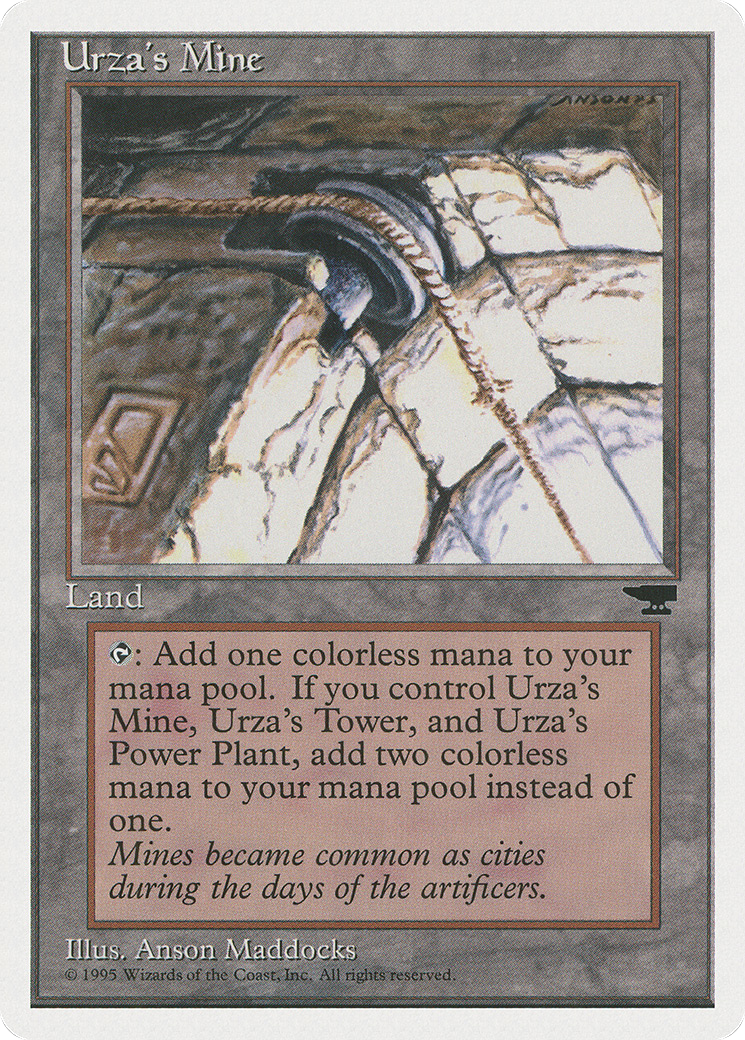 Urza's Mine
ANSON 95
Land
: Add one colorless mana to your
mana pool. If you control Urza's
Mine, Urza's Tower, and Urza's
Power Plant, add two colorless
mana to your mana pool instead of
one.
Mines became common as cities
during the days of the artificers.
Illus. Anson Maddocks
© 1995 Wizards of the Coast, Inc. All rights reserved.